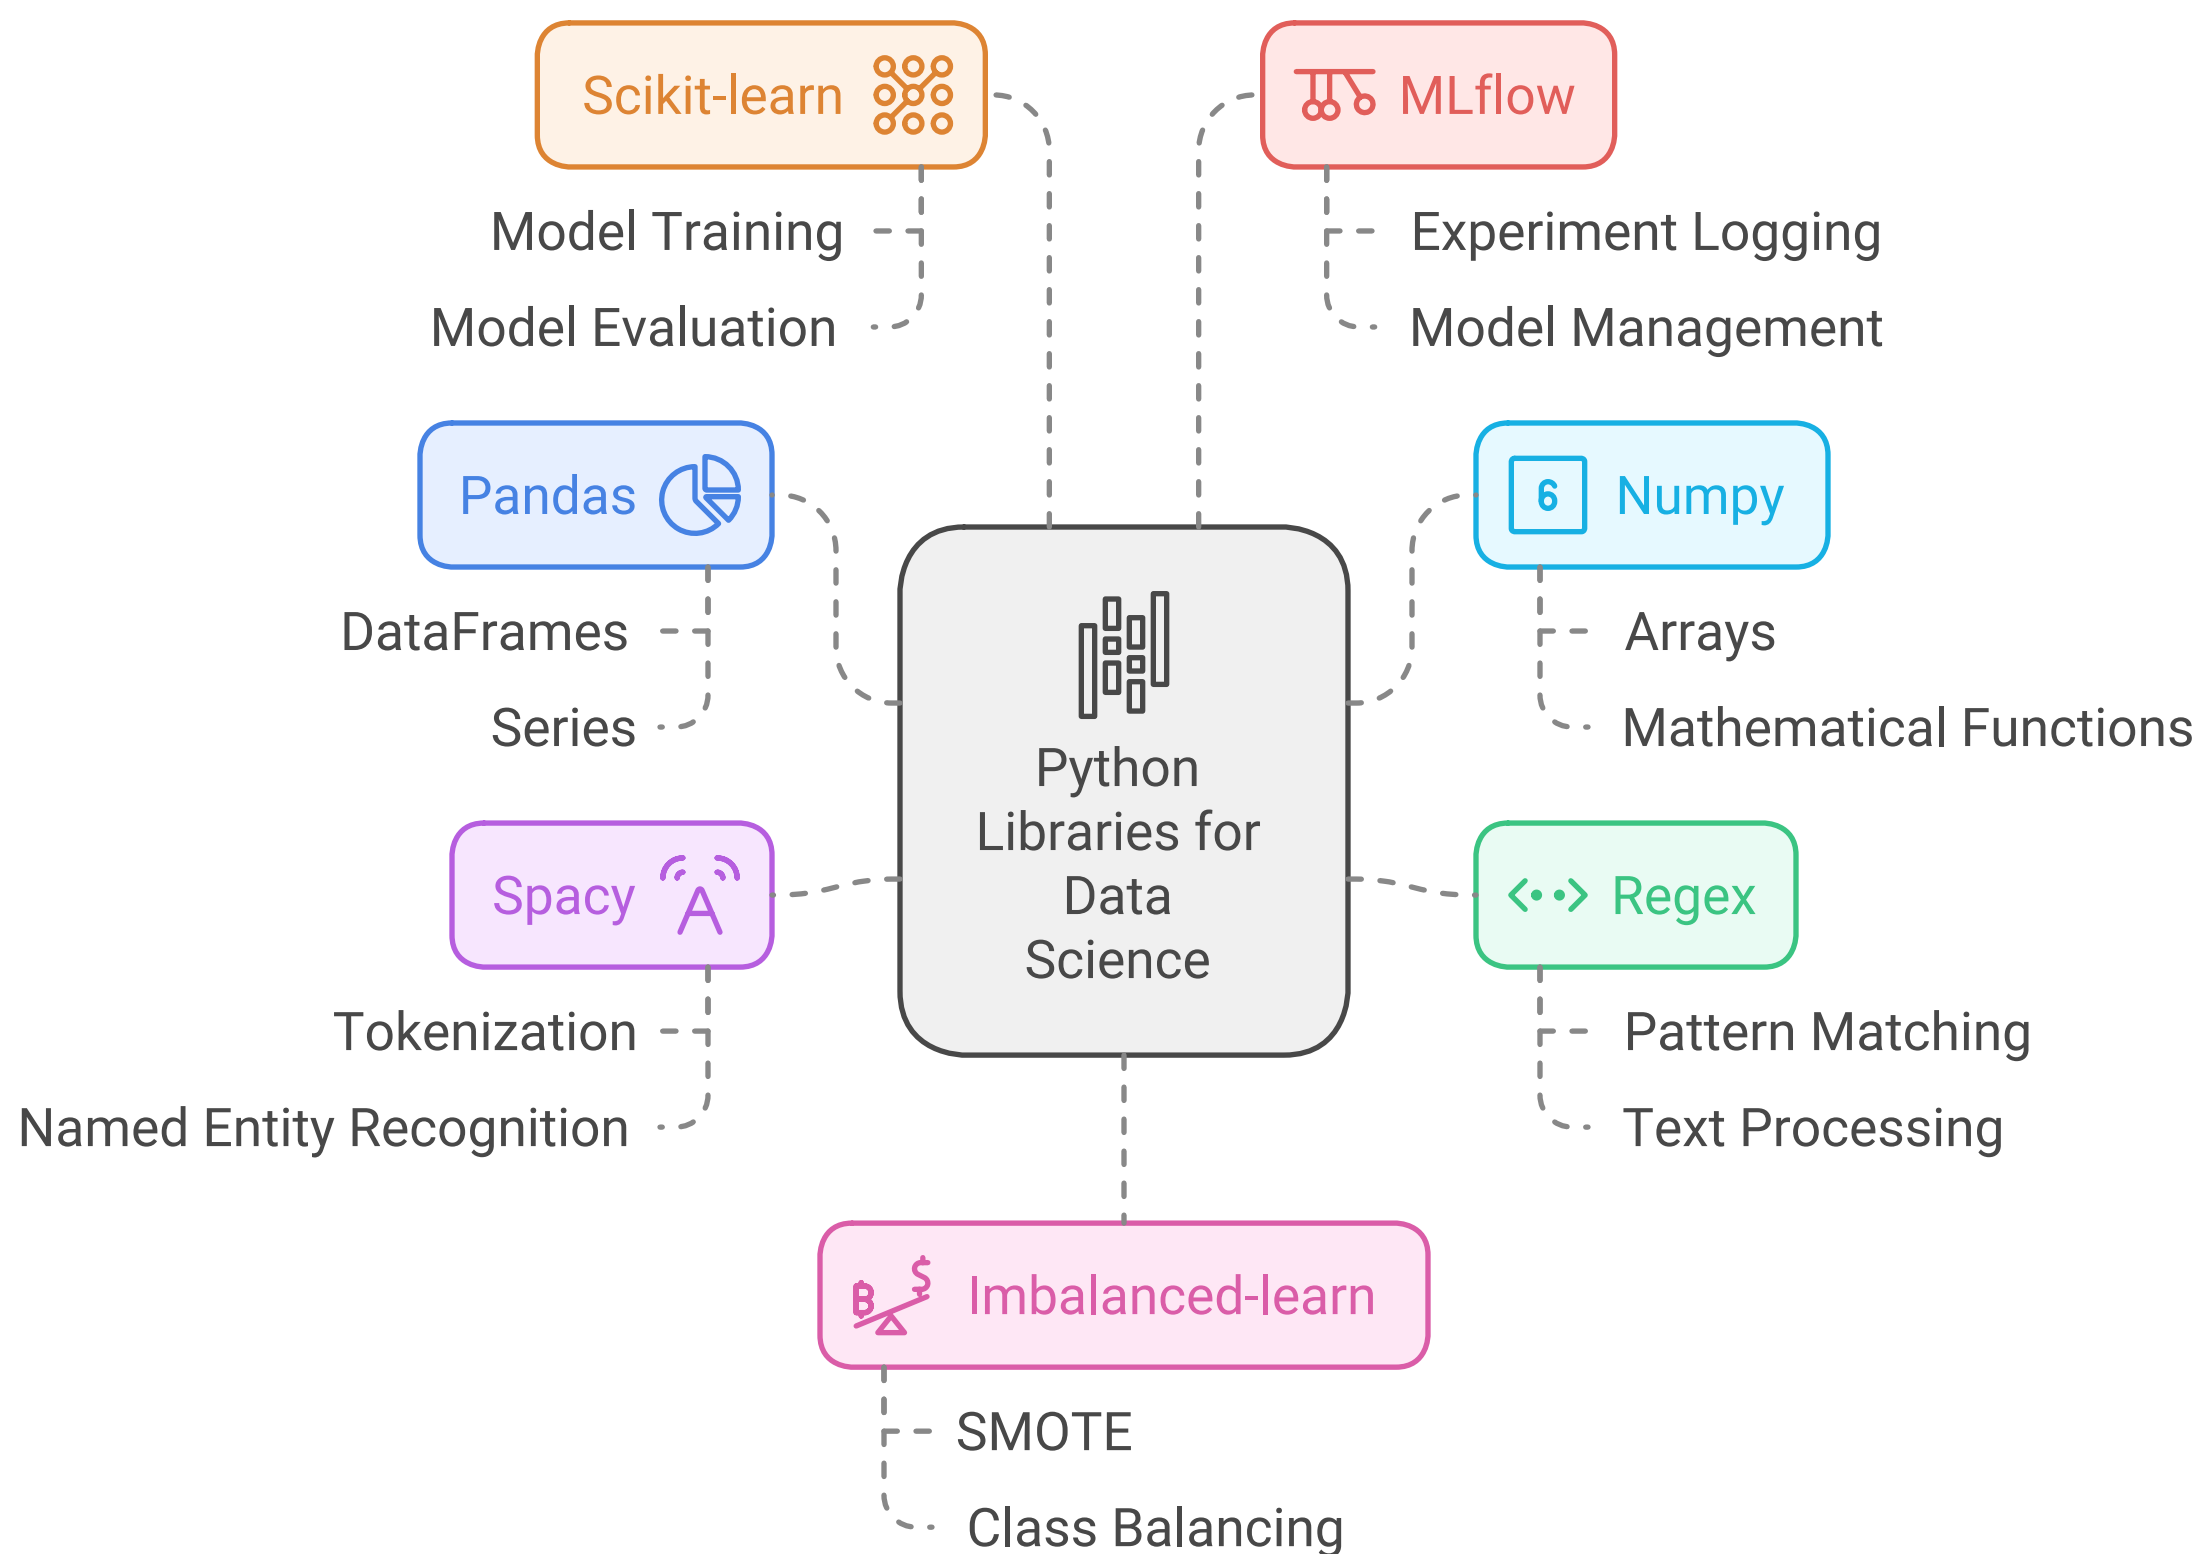 Scikit-learn
Model Training
Model Evaluation
MLflow
Experiment Logging
Model Management
Pandas
DataFrames
Series
Numpy
6
Arrays
Mathematical Functions
Python
Libraries for
Data
Science
Spacy
Tokenization
Named Entity Recognition
Regex
Pattern Matching
Text Processing
Imbalanced-learn
SMOTE
Class Balancing